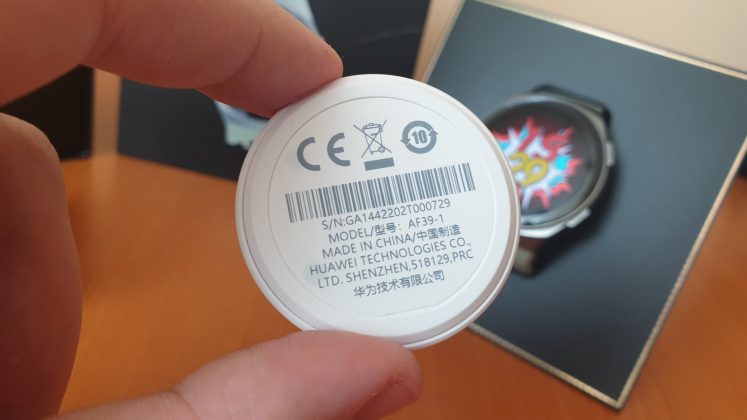 CE
10
S/N:GA1442202T000729
MODEL/型号: AF39-1
MADE IN CHINA/中国制造
HUAWEI TECHNOLOGIES CO.,
LTD. SHENZHEN,518129,PRC
华为技术有限公司